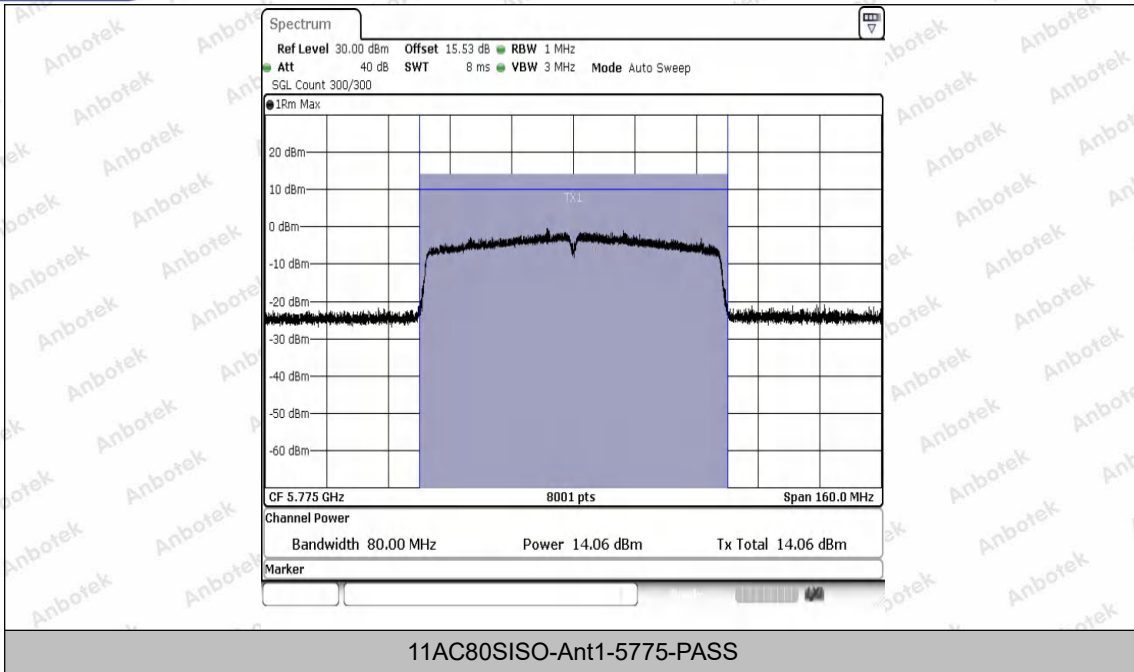 Spectrum
Ref Level 30.00 dBm Offset 15.53 dB RBW 1 MHz
Att 40 dB SWT 8 ms VBW 3 MHz Mode Auto Sweep
SGL Count 300/300
1Rm Max
20 dBm
10 dBm
TX1
0 dBm
-10 dBm
-20 dBm
-30 dBm
-40 dBm
-50 dBm
-60 dBm
CF 5.775 GHz 8001 pts Span 160.0 MHz
Channel Power
Bandwidth 80.00 MHz Power 14.06 dBm Tx Total 14.06 dBm
Marker
11AC80SISO-Ant1-5775-PASS
Anbotek